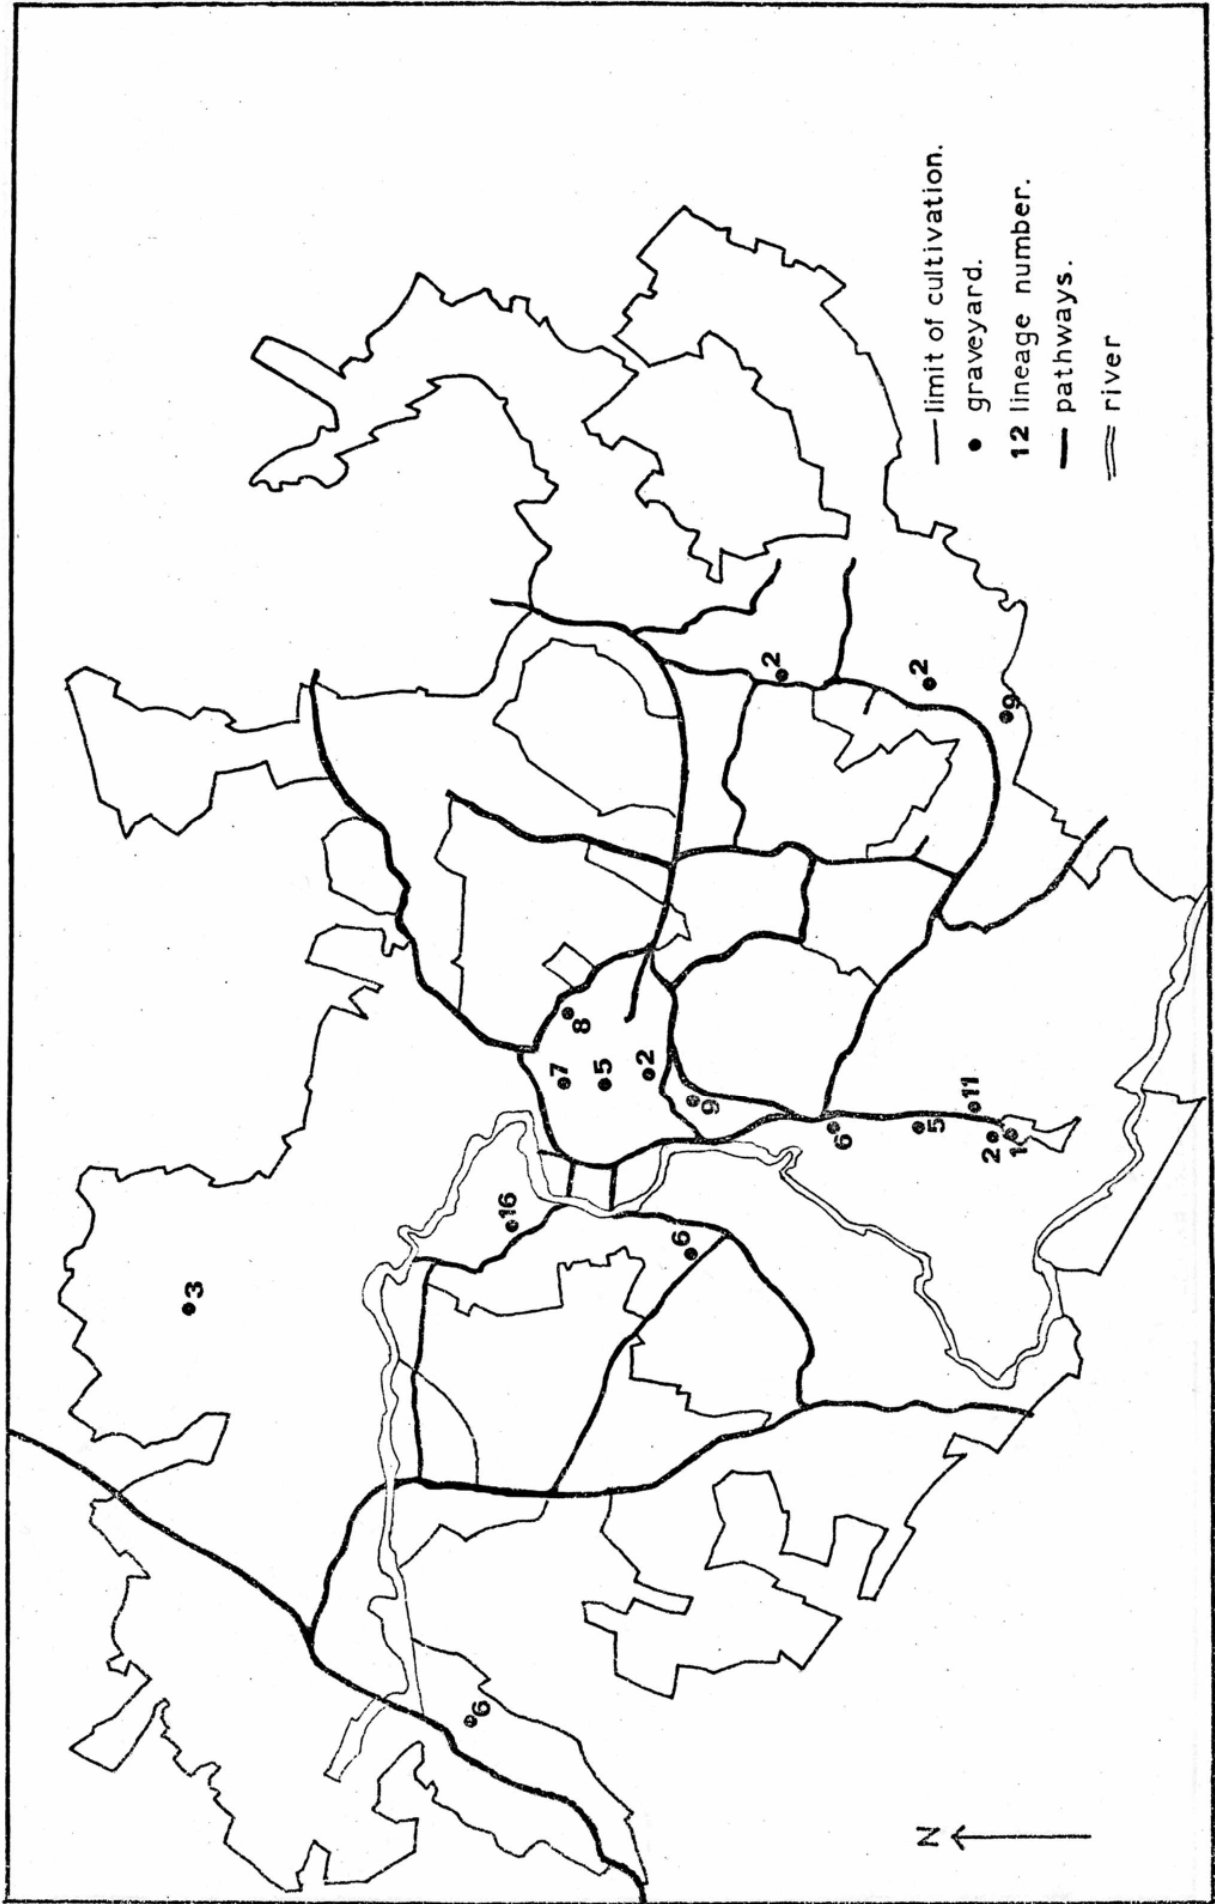 3
6
16
7
8
5
2
6
9
2
6
2
5
11
2
1
9
N
limit of cultivation.
graveyard.
12 lineage number.
pathways.
river